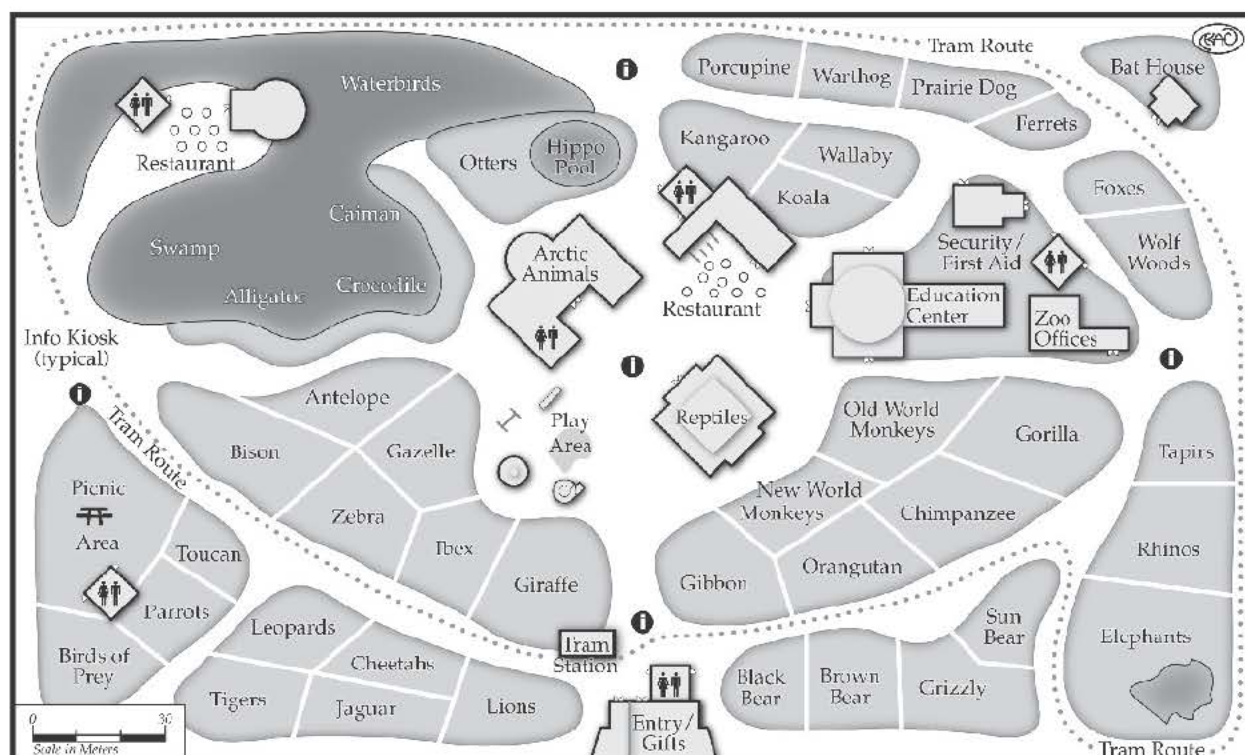 Tram Route
Bat House
Waterbirds
Porcupine
Warthog
Prairie Dog
Ferrets
Restaurant
Otters
Hippo
Pool
Kangaroo
Wallaby
Koala
Foxes
Wolf
Woods
Caiman
Swamp
Alligator
Crocodile
Arctic
Animals
Restaurant
Security/
First Aid
Education
Center
Zoo
Offices
Info Kiosk
(typical)
i
i
i
i
i
Tram Route
Antelope
Bison
Gazelle
Zebra
Ibex
Giraffe
Play
Area
Reptiles
Old World
Monkeys
Gorilla
New World
Monkeys
Chimpanzee
Gibbon
Orangutan
Tapirs
Rhinos
Elephants
Picnic
Area
Toucan
Parrots
Birds of
Prey
Leopards
Cheetahs
Tigers
Jaguar
Lions
Tram
Station
Entry/
Gifts
Black
Bear
Brown
Bear
Grizzly
Sun
Bear
0 30
Scale in Meters
Tram Route